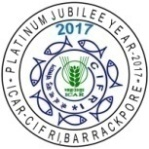 PLATINUM JUBILEE YEAR-2017
2017
CIFRI
ICAR
ICAR-CIFRI, BARRACKPORE